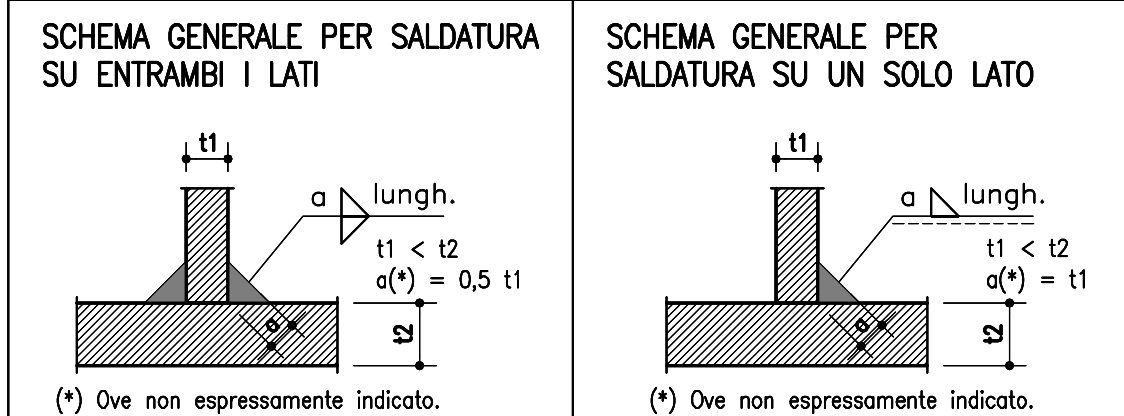 SCHEMA GENERALE PER SALDATURA
SU ENTRAMBI I LATI
t1
a lungh.
t1 < t2
a(*) = 0,5 t1
a
t2
(*) Ove non espressamente indicato.
SCHEMA GENERALE PER
SALDATURA SU UN SOLO LATO
t1
a lungh.
t1 < t2
a(*) = t1
a
t2
(*) Ove non espressamente indicato.